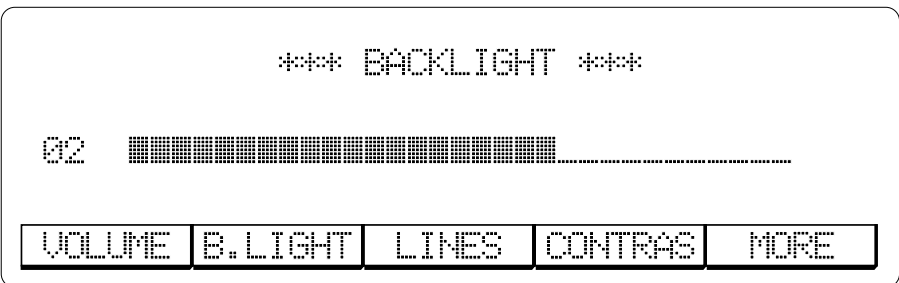 *** BACKLIGHT ***
02
VOLUME B.LIGHT LINES CONTRAS MORE